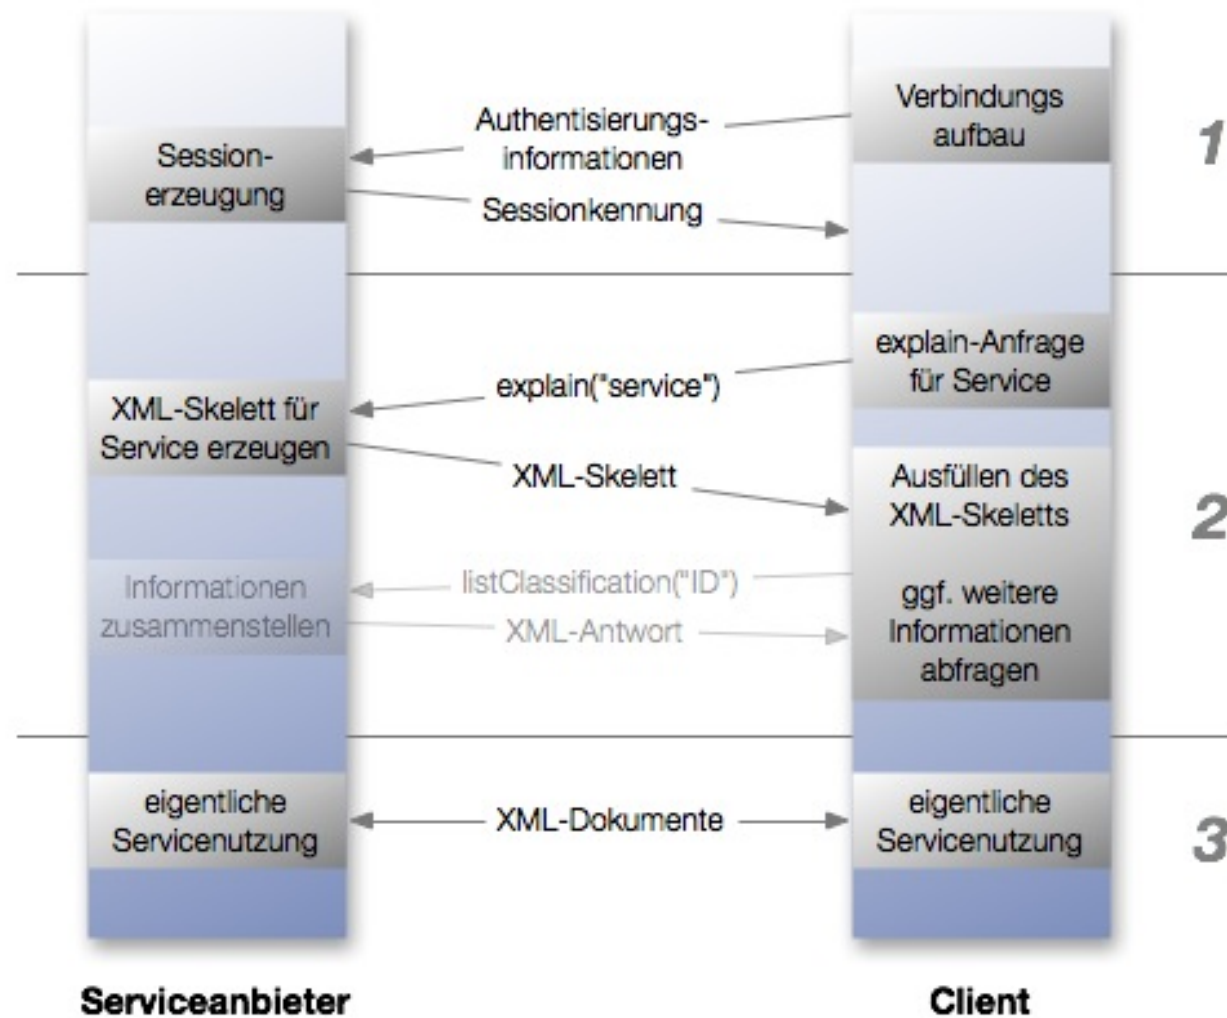 Verbindungs
aufbau
1
Authentisierungs-
informationen
Session-
erzeugung
Sessionkennung
explain-Anfrage
für Service
explain("service")
XML-Skelett für
Service erzeugen
XML-Skelett
Ausfüllen des
XML-Skeletts
2
listClassification("ID")
Informationen
zusammenstellen
XML-Antwort
ggf. weitere
Informationen
abfragen
eigentliche
Servicenutzung
XML-Dokumente
eigentliche
Servicenutzung
3
Serviceanbieter
Client